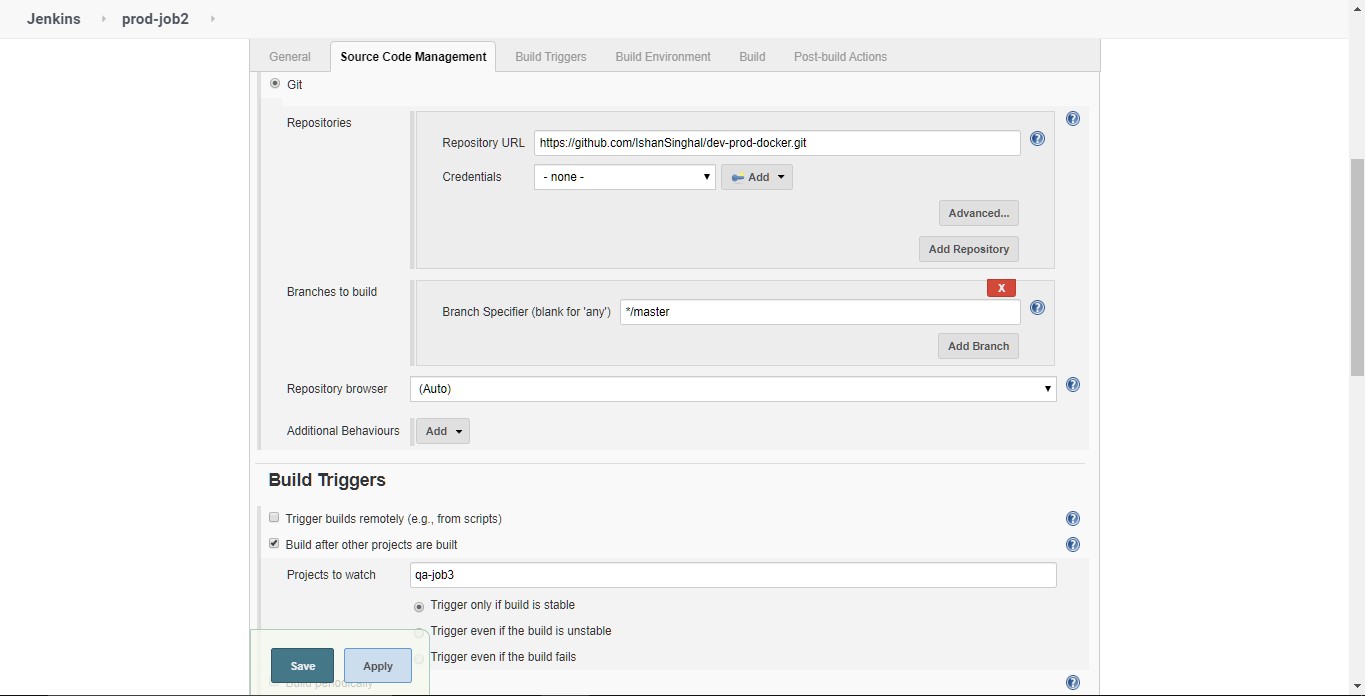 Jenkins prod-job2
General Source Code Management Build Triggers Build Environment Build Post-build Actions
Git
Repositories
Repository URL https://github.com/IshanSinghal/dev-prod-docker.git
Credentials - none - Add
Advanced...
Add Repository
X
Branches to build
Branch Specifier (blank for 'any') */master
Add Branch
Repository browser (Auto)
Additional Behaviours Add
Build Triggers
Trigger builds remotely (e.g., from scripts)
Build after other projects are built
Projects to watch qa-job3
Trigger only if build is stable
Trigger even if the build is unstable
Trigger even if the build fails
Save Apply
Build periodically